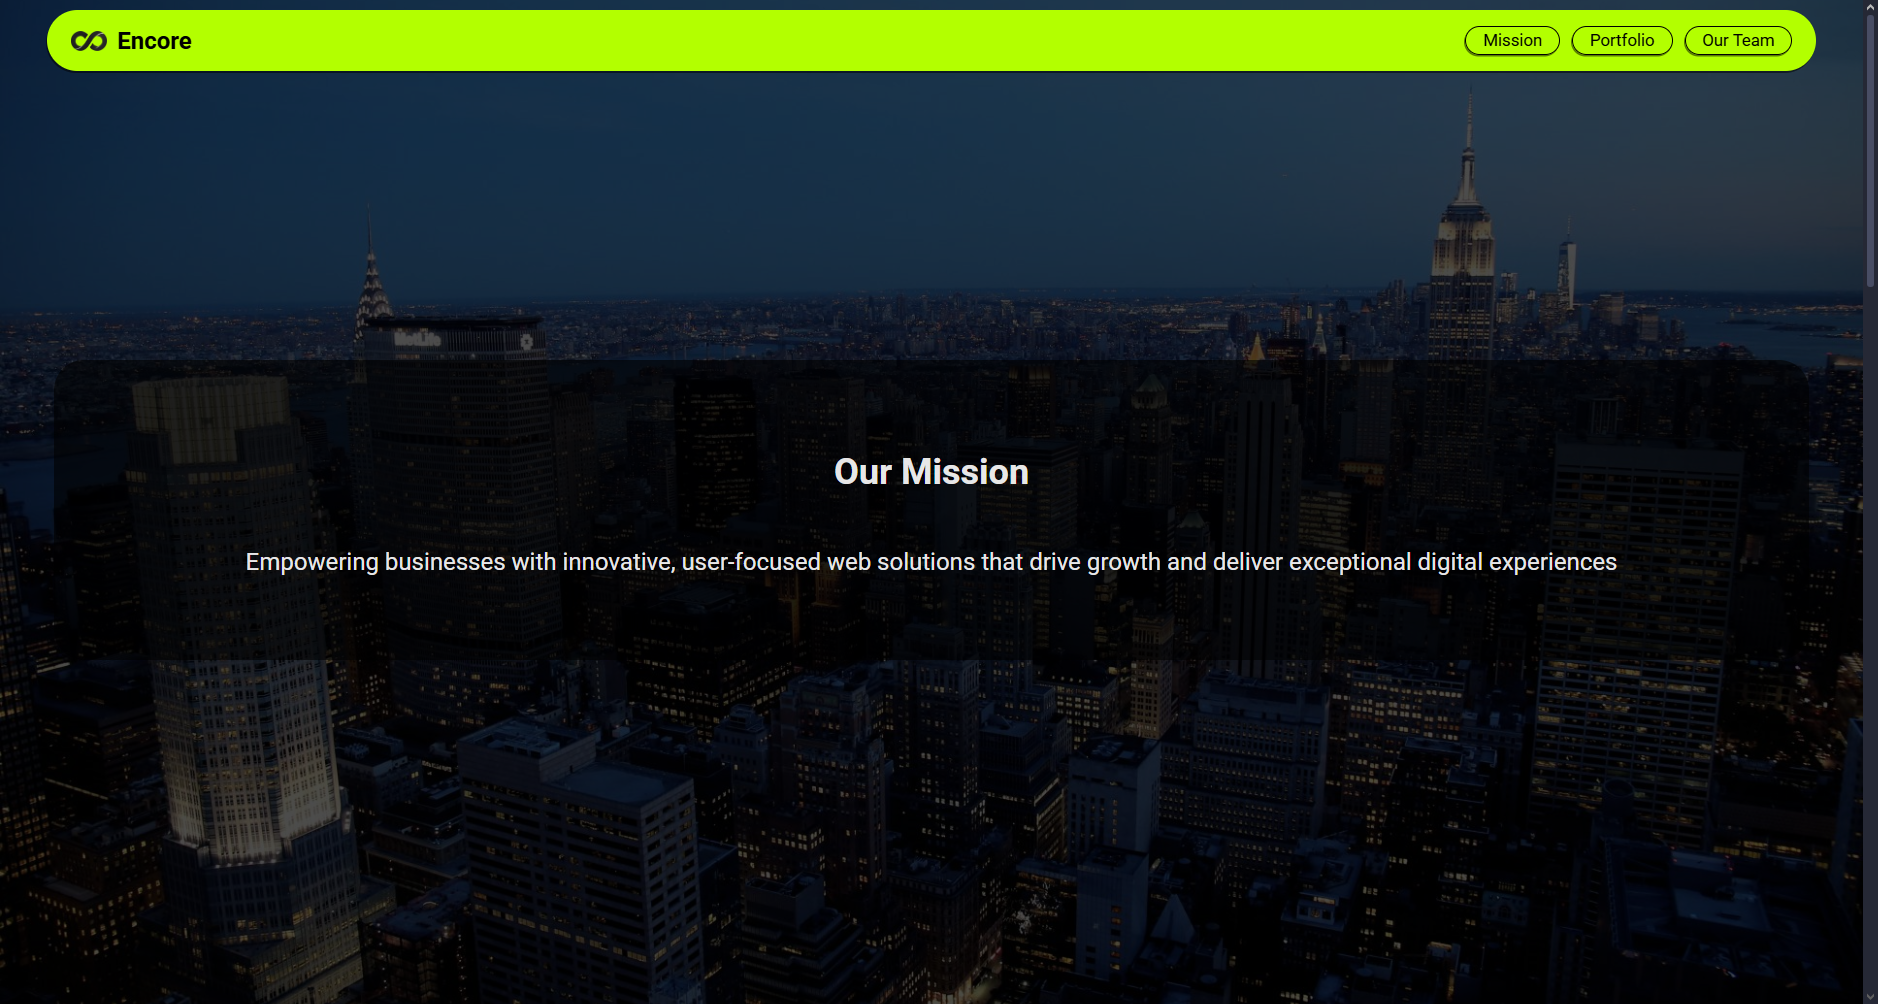 Encore
Mission
Portfolio
Our Team
MetLife
Our Mission
Empowering businesses with innovative, user-focused web solutions that drive growth and deliver exceptional digital experiences